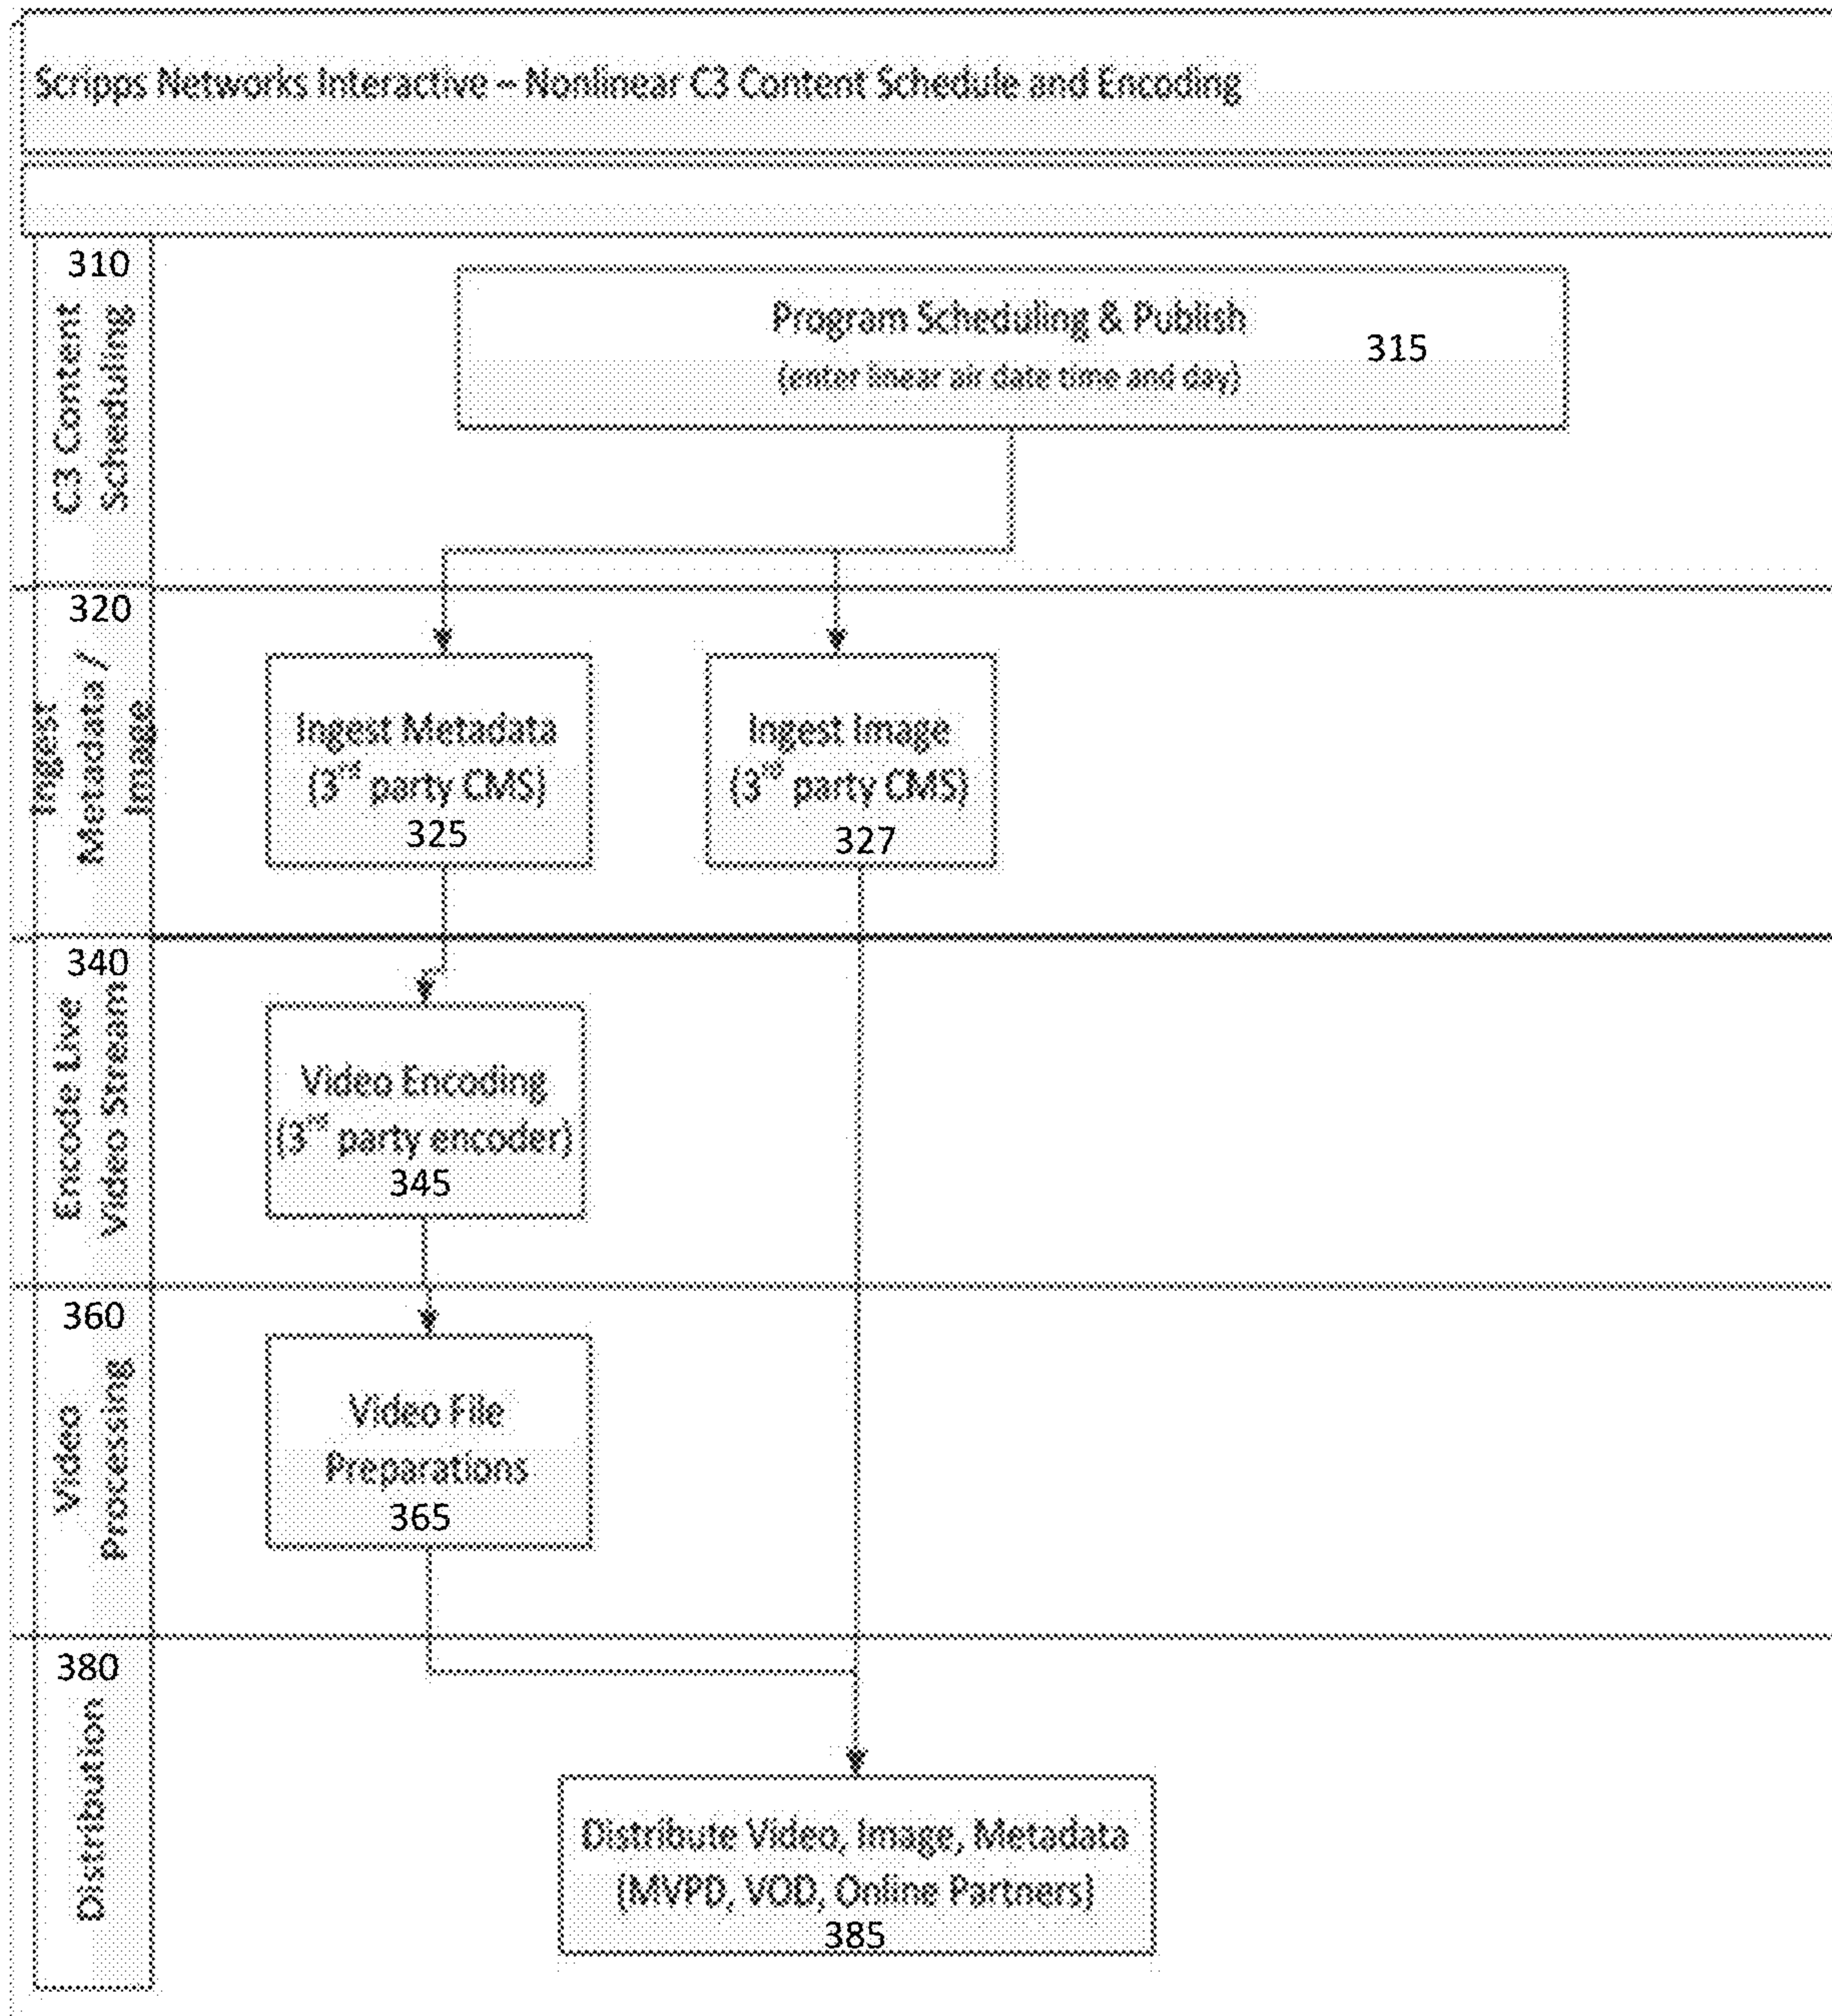 Scripps Networks Interactive – Nonlinear C3 Content Schedule and Encoding
310
C3 Content
Scheduling
Program Scheduling & Publish
(enter linear air date time and day)
315
320
Ingest
Metadata /
Image
Ingest Metadata
(3rd party CMS)
325
Ingest Image
(3rd party CMS)
327
340
Encode Live
Video Stream
Video Encoding
(3rd party encoder)
345
360
Video
Processing
Video File
Preparations
365
380
Distribution
Distribute Video, Image, Metadata
(MVPD, VOD, Online Partners)
385